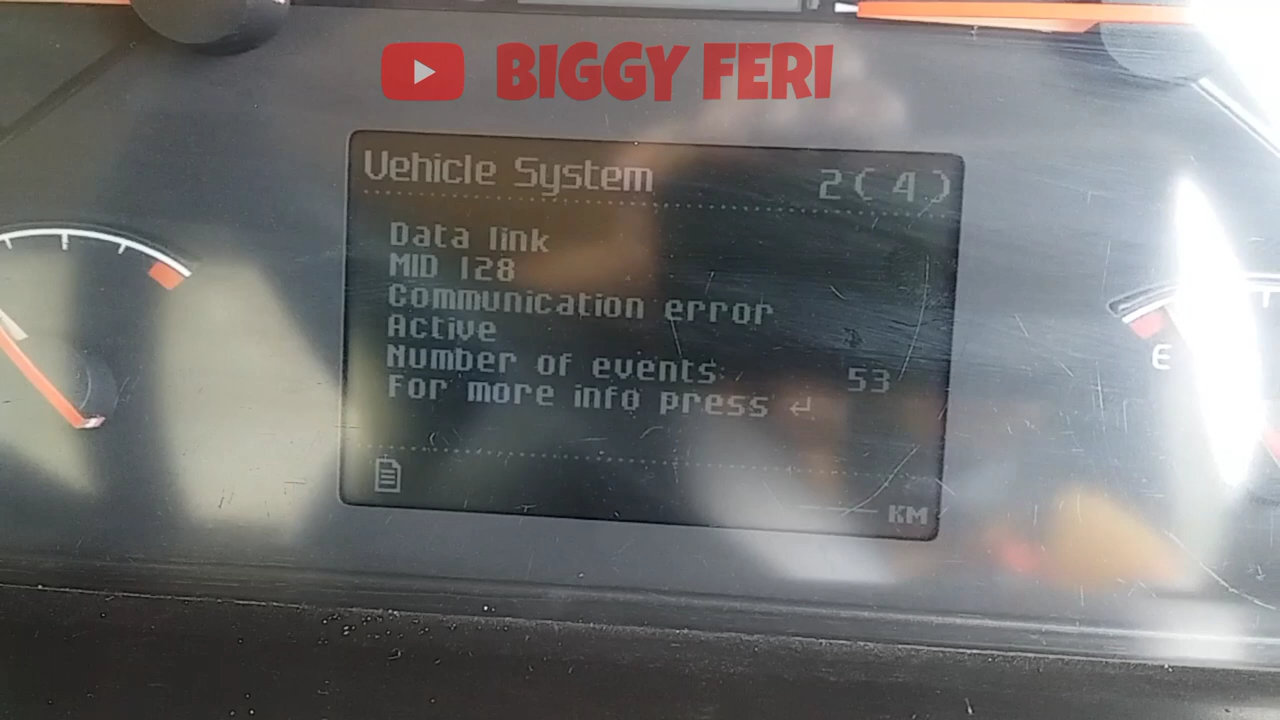 BIGGY FERI
Vehicle System 2(4)
Data link
MID 128
Communication error
Active
Number of events 53
For more info press ↵
KM
E